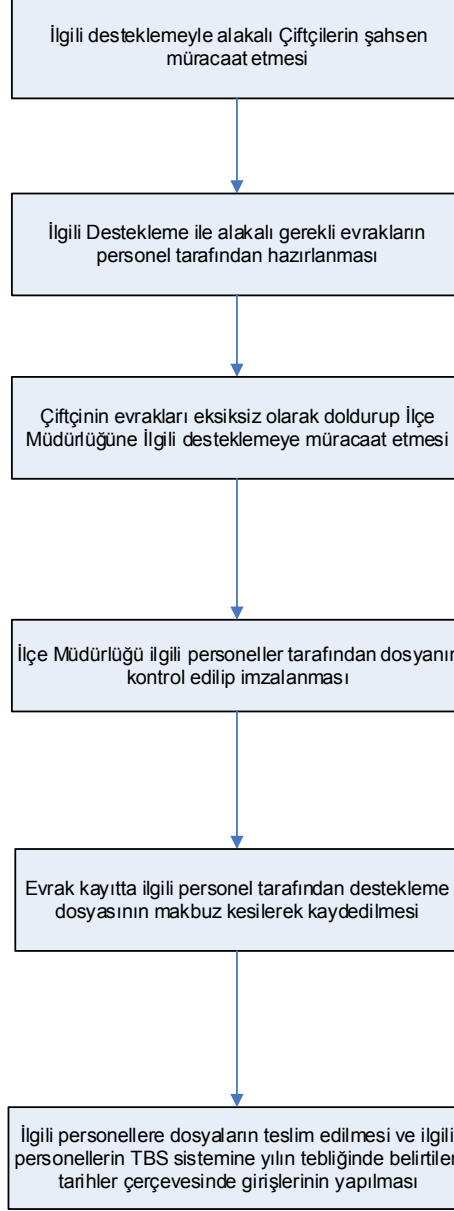 İlgili desteklemeyle alakalı Çiftçilerin şahsen
müracaat etmesi
İlgili Destekleme ile alakalı gerekli evrakların
personel tarafından hazırlanması
Çiftçinin evrakları eksiksiz olarak doldurup İlçe
Müdürlüğüne İlgili desteklemeye müracaat etmesi
İlçe Müdürlüğü ilgili personeller tarafından dosyanın
kontrol edilip imzalanması
Evrak kayıtta ilgili personel tarafından destekleme
dosyasının makbuz kesilerek kaydedilmesi
İlgili personellere dosyaların teslim edilmesi ve ilgili
personellerin TBS sistemine yılın tebliğinde belirtilen
tarihler çerçevesinde girişlerinin yapılması